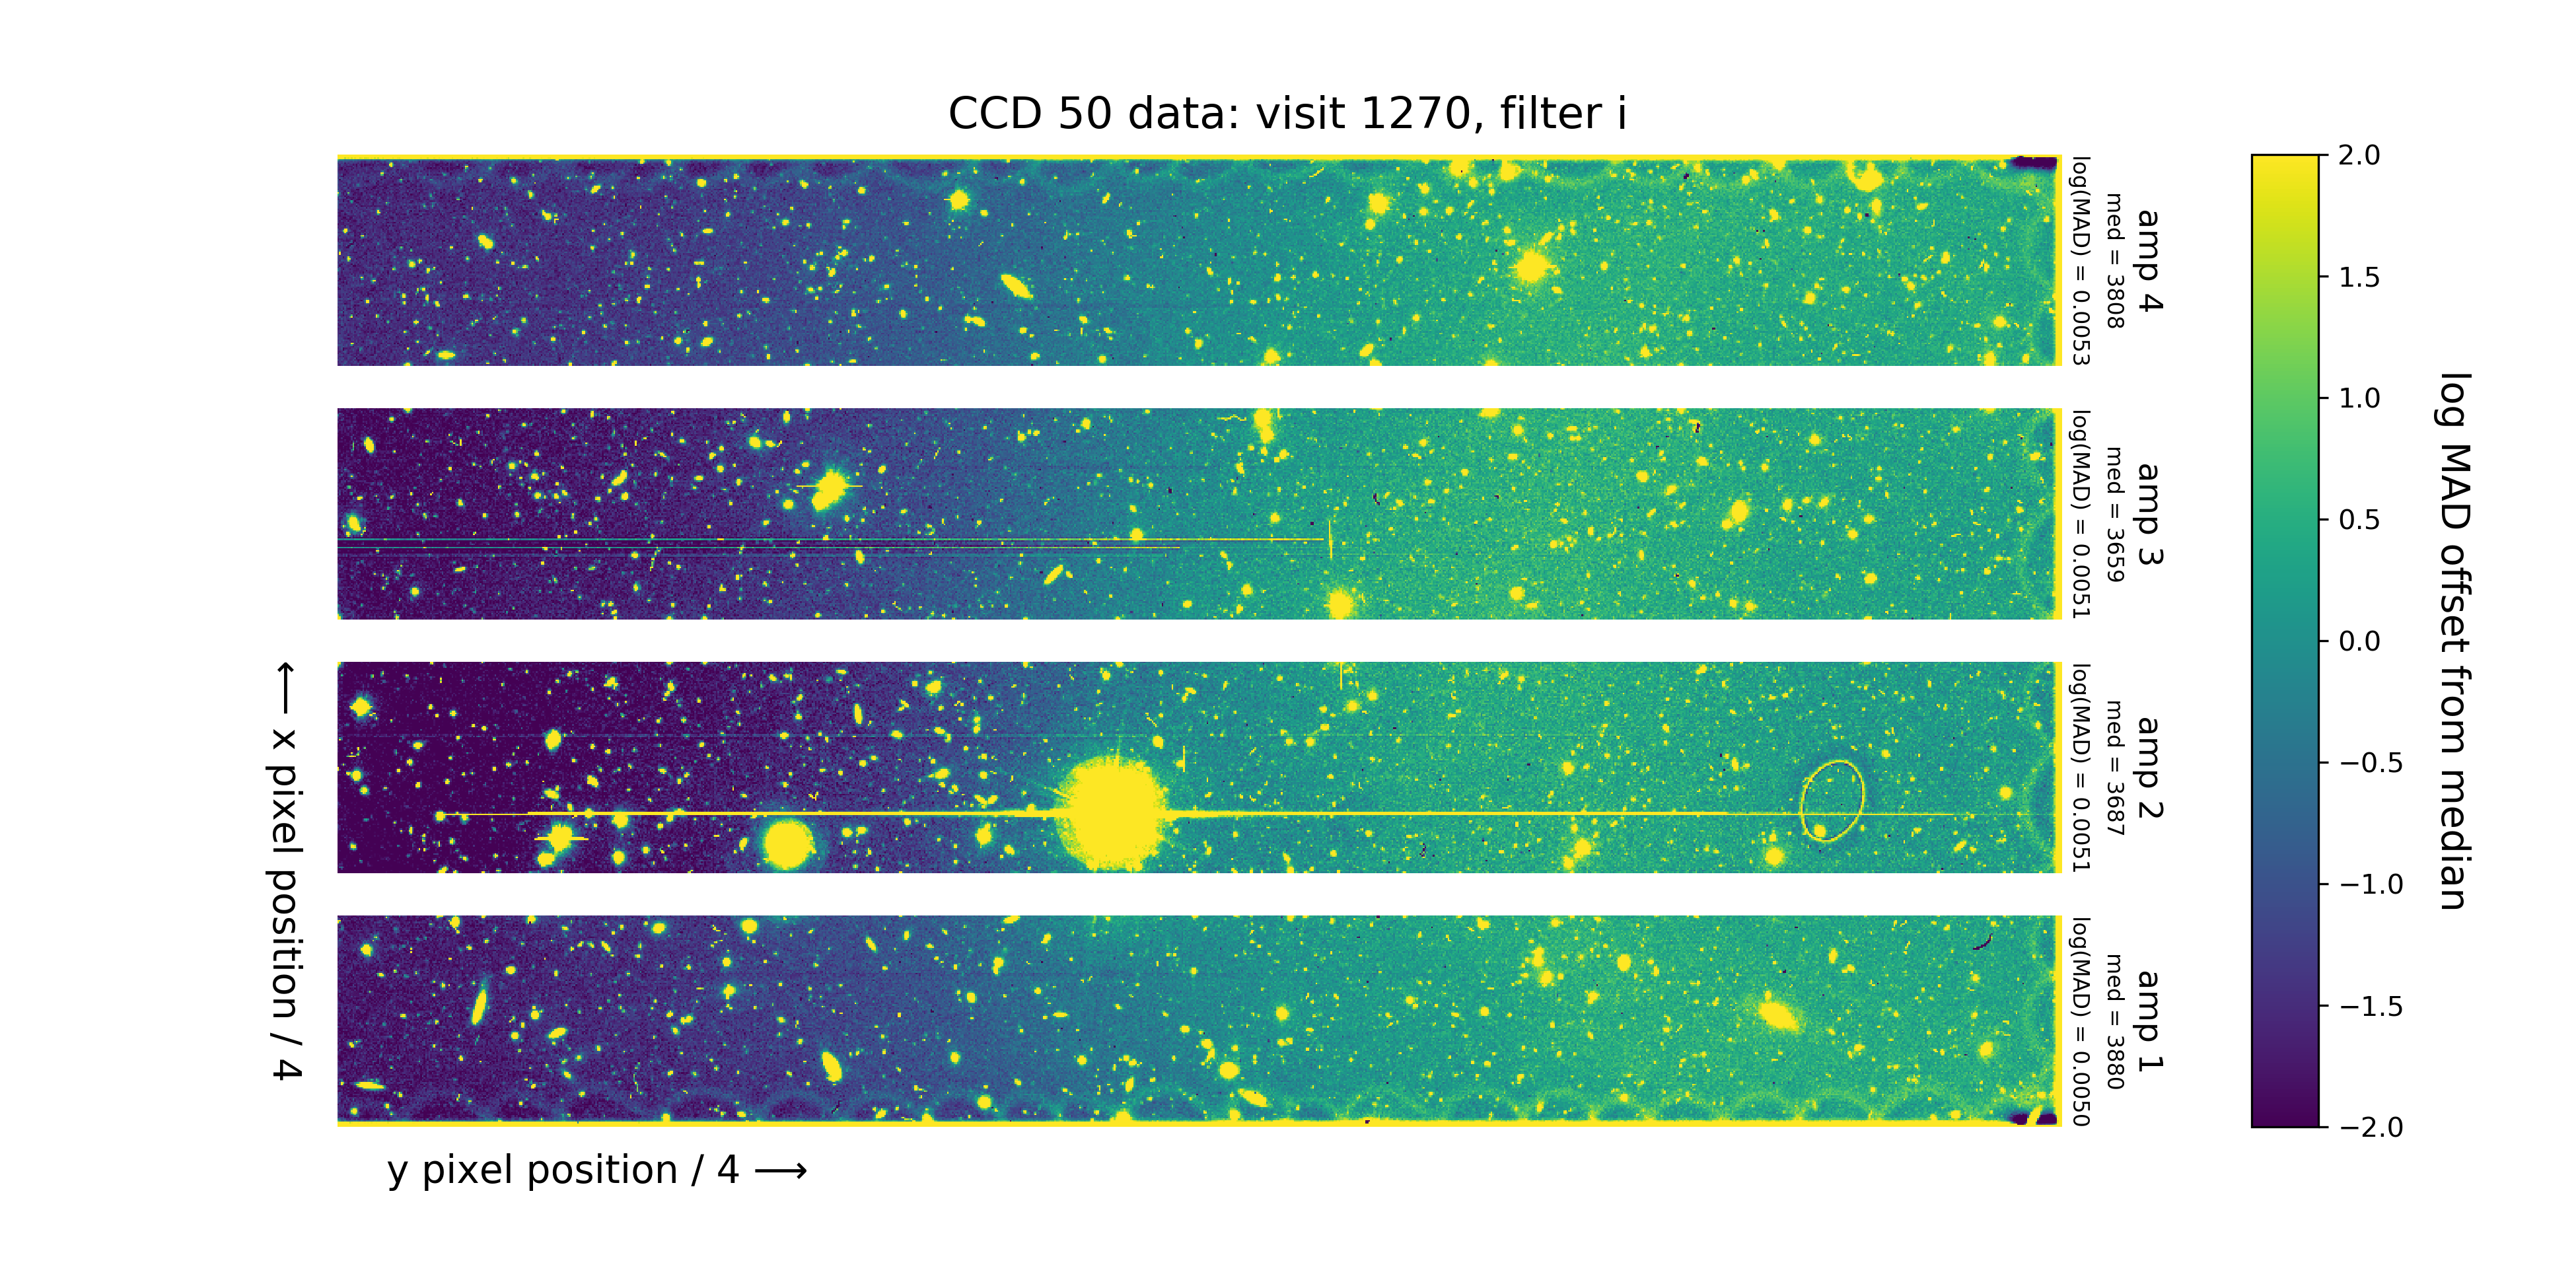 CCD 50 data: visit 1270, filter i
amp 4
med = 3808
log(MAD) = 0.0053
amp 3
med = 3659
log(MAD) = 0.0051
amp 2
med = 3687
log(MAD) = 0.0051
amp 1
med = 3880
log(MAD) = 0.0050
⟵ x pixel position / 4
y pixel position / 4 ⟶
2.0
1.5
1.0
0.5
0.0
−0.5
−1.0
−1.5
−2.0
log MAD offset from median